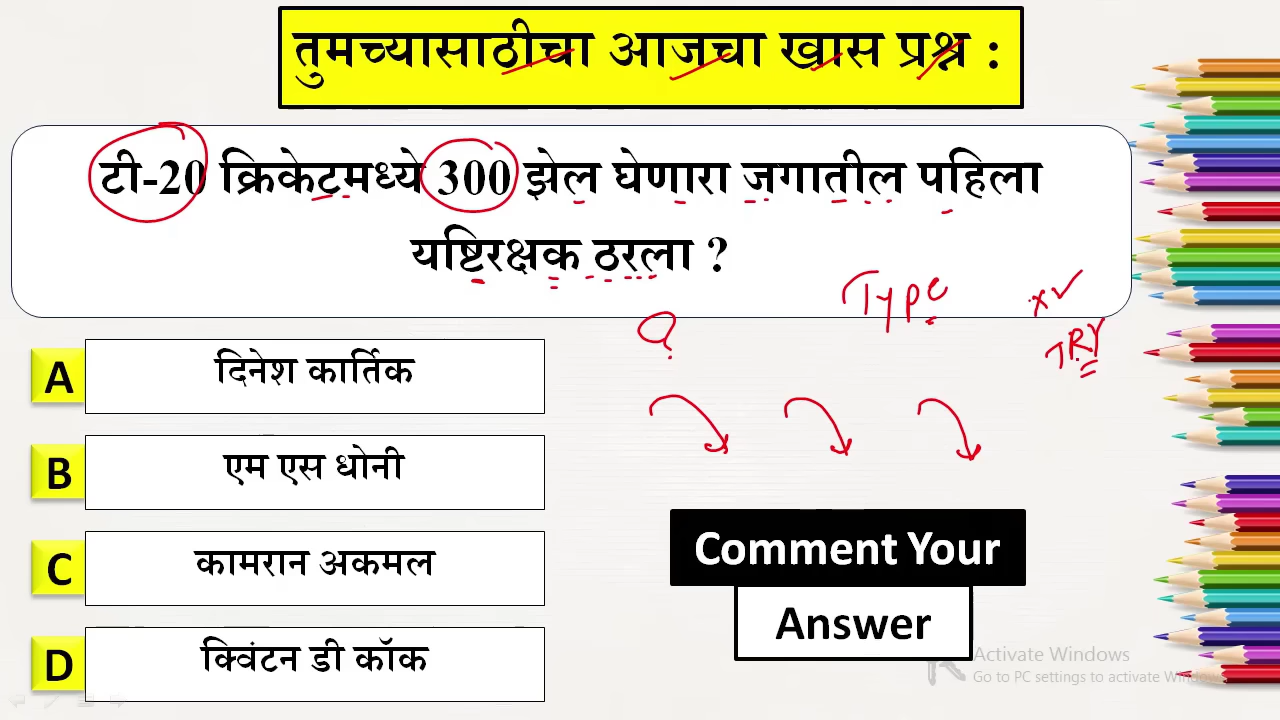 तुमच्यासाठीचा आजचा खास प्रश्न :
टी-20 क्रिकेटमध्ये 300 झेल घेणारा जगातील पहिला
यष्टिरक्षक ठरला ?
Type
TRY
Q
A दिनेश कार्तिक
B एम एस धोनी
C कामरान अकमल
D क्विंटन डी कॉक
Comment Your
Answer
Activate Windows
Go to PC settings to activate Windows